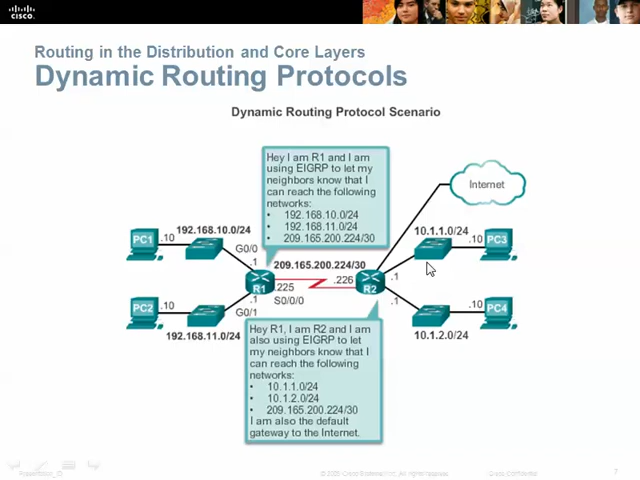 CISCO
Routing in the Distribution and Core Layers
Dynamic Routing Protocols
Dynamic Routing Protocol Scenario
Hey I am R1 and I am
using EIGRP to let my
neighbors know that I
can reach the following
networks:
• 192.168.10.0/24
• 192.168.11.0/24
• 209.165.200.224/30
Internet
PC1
.10
192.168.10.0/24
G0/0
.1
10.1.1.0/24
.10
PC3
.1
209.165.200.224/30
R1
.225
S0/0/0
.226
R2
PC2
.10
192.168.11.0/24
.1
G0/1
.1
10.1.2.0/24
.10
PC4
Hey R1, I am R2 and I am
also using EIGRP to let
my neighbors know that I
can reach the following
networks:
• 10.1.1.0/24
• 10.1.2.0/24
• 209.165.200.224/30
I am also the default
gateway to the Internet.
Presentation_ID
Cisco Systems, Inc. All rights reserved.
Cisco Confidential
7